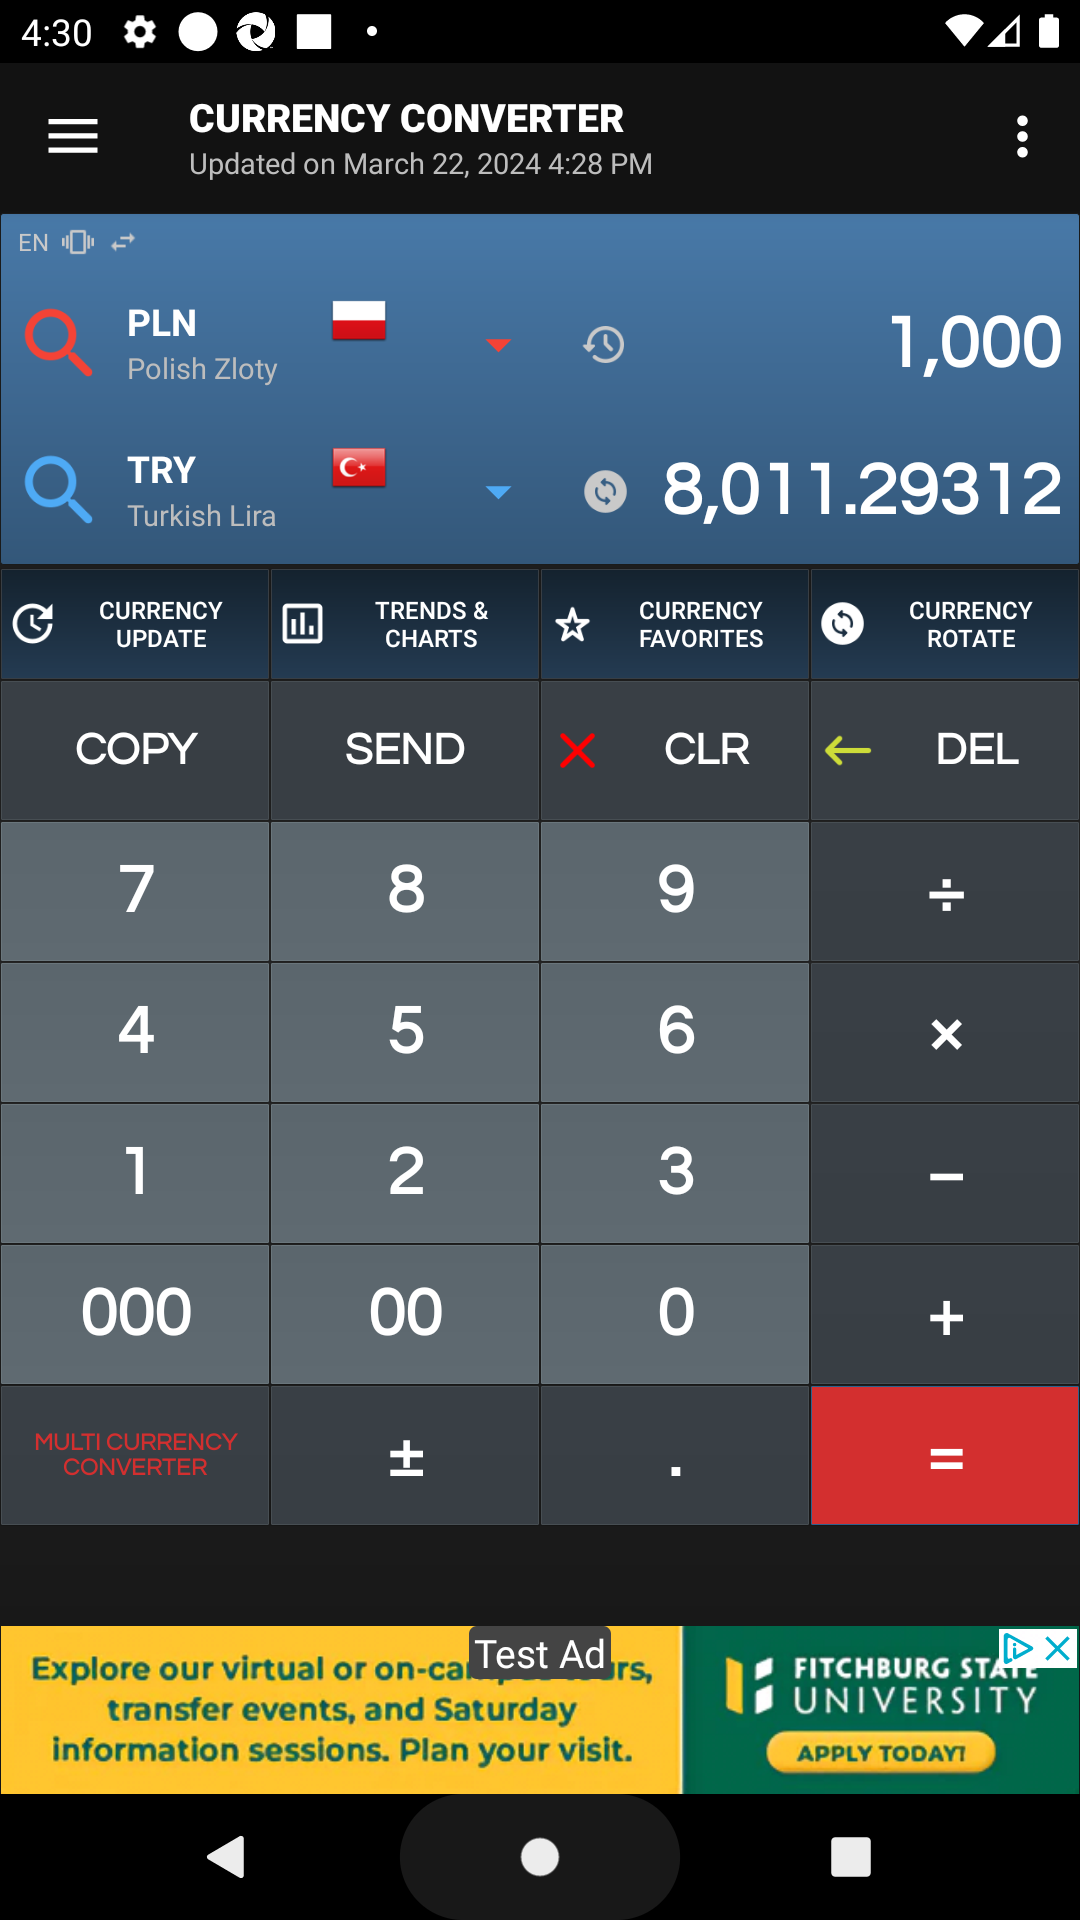 4:30
CURRENCY CONVERTER
Updated on March 22, 2024 4:28 PM
EN
PLN
Polish Zloty
1,000
TRY
Turkish Lira
8,011.29312
CURRENCY UPDATE
TRENDS & CHARTS
CURRENCY FAVORITES
CURRENCY ROTATE
COPY
SEND
CLR
DEL
7
8
9
÷
4
5
6
×
1
2
3
−
000
00
0
+
MULTI CURRENCY CONVERTER
±
.
=
Test Ad
Explore our virtual or on-ca rs,
transfer events, and Saturday
information sessions. Plan your visit.
FITCHBURG STATE
UNIVERSITY
APPLY TODAY!